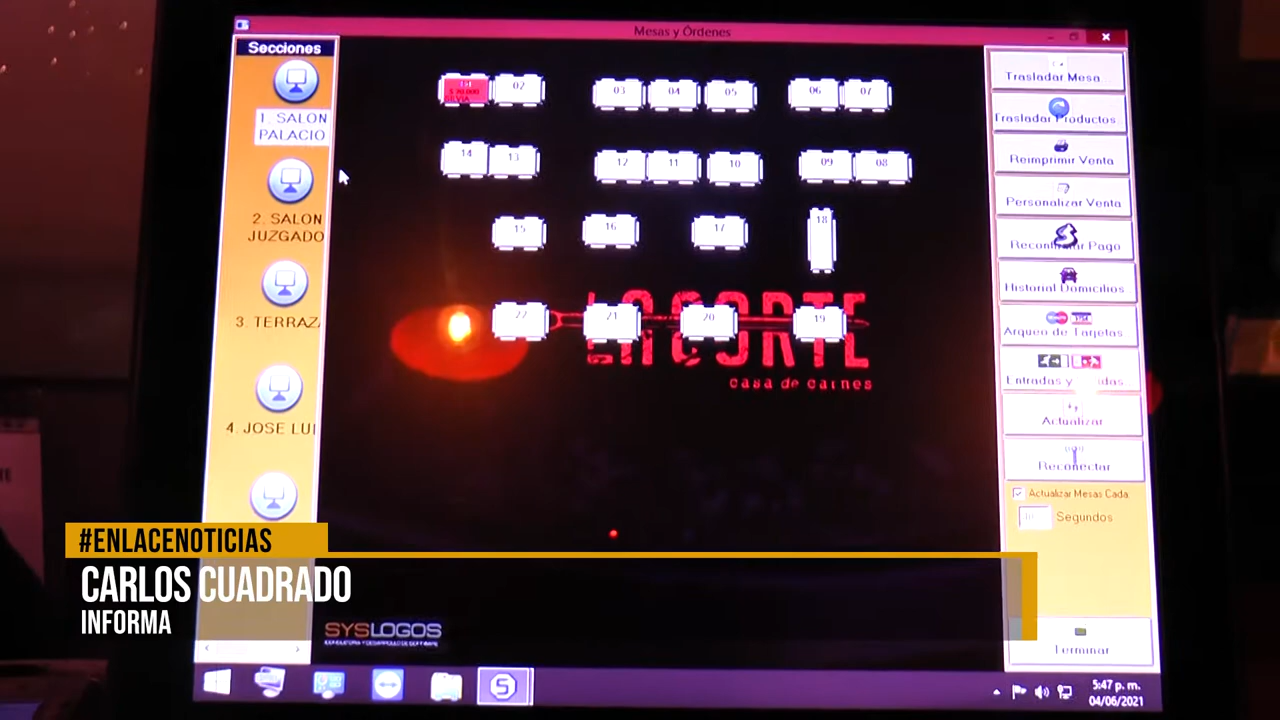 Mesas y Órdenes
Secciones
1. SALON
PALACIO
2. SALON
JUZGADO
3. TERRAZA
4. JOSE LUI
02
03
04
05
06
07
14
13
12
11
10
09
08
15
16
17
18
22
21
20
19
LA CORTE
casa de carnes
Trasladar Mesa...
Trasladar Productos...
Reimprimir Venta
Personalizar Venta
Reconfirmar Pago
Historial Domicilios...
Arqueo de Tarjetas
Entradas y
Actualizar
Reconectar
Actualizar Mesas Cada
Segundos
Terminar
#ENLACENOTICIAS
CARLOS CUADRADO
INFORMA
SYSLOGOS
5:47 p. m.
04/06/2021